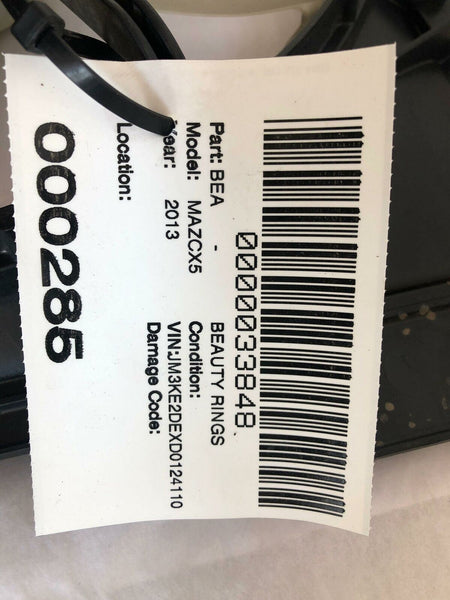 0000033848
Part: BEA - BEAUTY RINGS
Model: MAZCX5 Condition:
Year: 2013 VIN:JM3KE2DEXD0124110
Damage Code:
Location:
000285